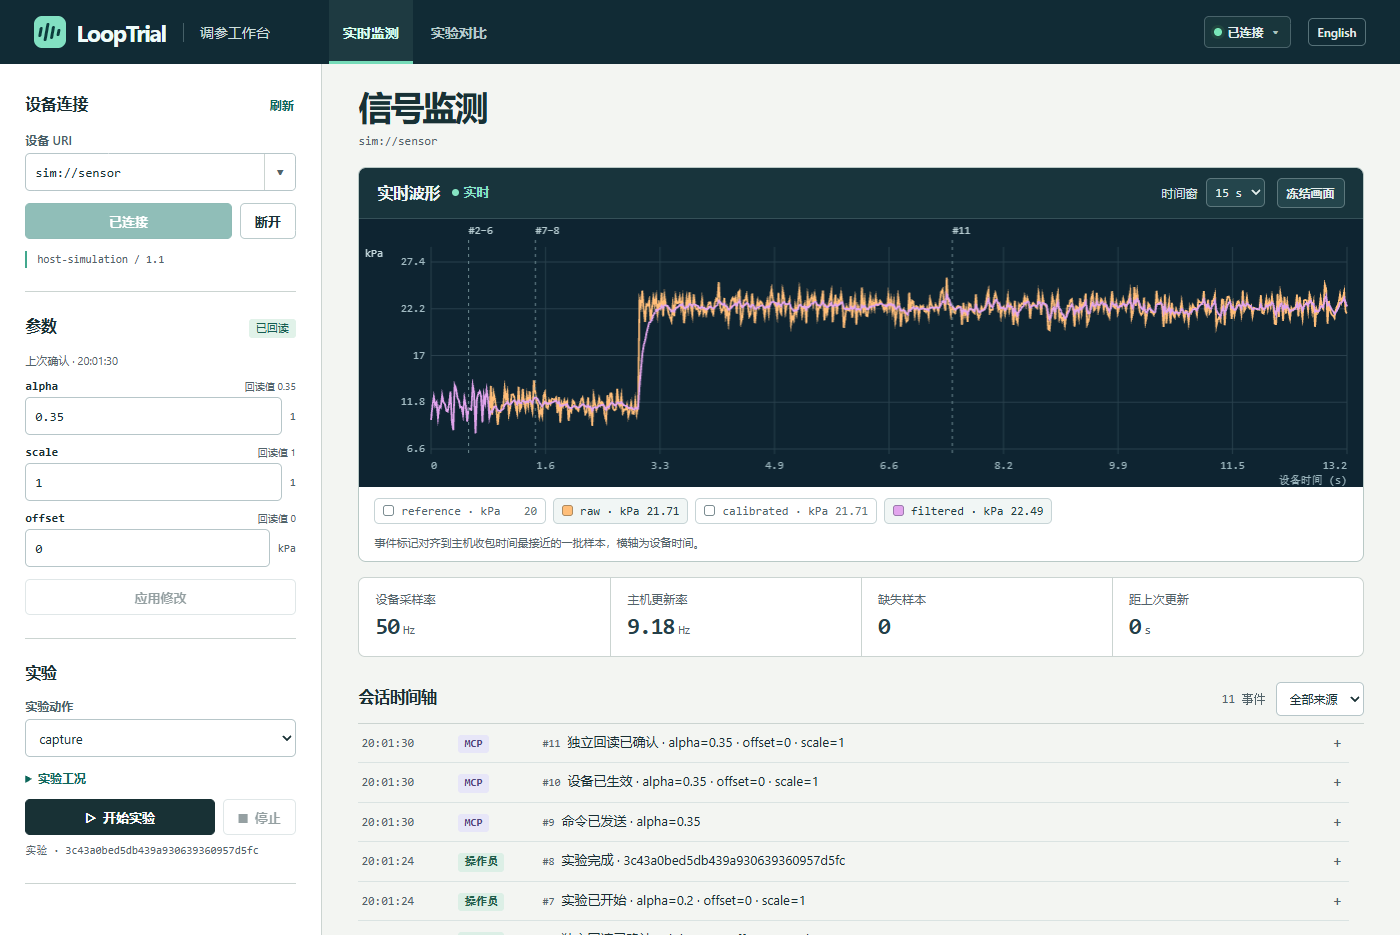 LoopTrial 调参工作台 实时监测 实验对比 已连接 English
设备连接 刷新
设备 URI
sim://sensor
已连接 断开
host-simulation / 1.1
参数 已回读
上次确认 · 20:01:30
alpha 回读值 0.35
0.35 1
scale 回读值 1
1 1
offset 回读值 0
0 kPa
应用修改
实验
实验动作
capture
实验工况
开始实验 停止
实验 · 3c43a0bed5db439a930639360957d5fc
信号监测
sim://sensor
实时波形 实时 时间窗 15 s 冻结画面
#2–6 #7–8 #11
kPa
27.4
22.2
17
11.8
6.6
0 1.6 3.3 4.9 6.6 8.2 9.9 11.5 13.2
设备时间 (s)
reference · kPa 20 raw · kPa 21.71 calibrated · kPa 21.71 filtered · kPa 22.49
事件标记对齐到主机收包时间最接近的一批样本，横轴为设备时间。
设备采样率 主机更新率 缺失样本 距上次更新
50 Hz 9.18 Hz 0 0 s
会话时间轴 11 事件 全部来源
20:01:30 MCP #11 独立回读已确认 · alpha=0.35 · offset=0 · scale=1 +
20:01:30 MCP #10 设备已生效 · alpha=0.35 · offset=0 · scale=1 +
20:01:30 MCP #9 命令已发送 · alpha=0.35 +
20:01:24 操作员 #8 实验完成 · 3c43a0bed5db439a930639360957d5fc +
20:01:24 操作员 #7 实验已开始 · alpha=0.2 · offset=0 · scale=1 +